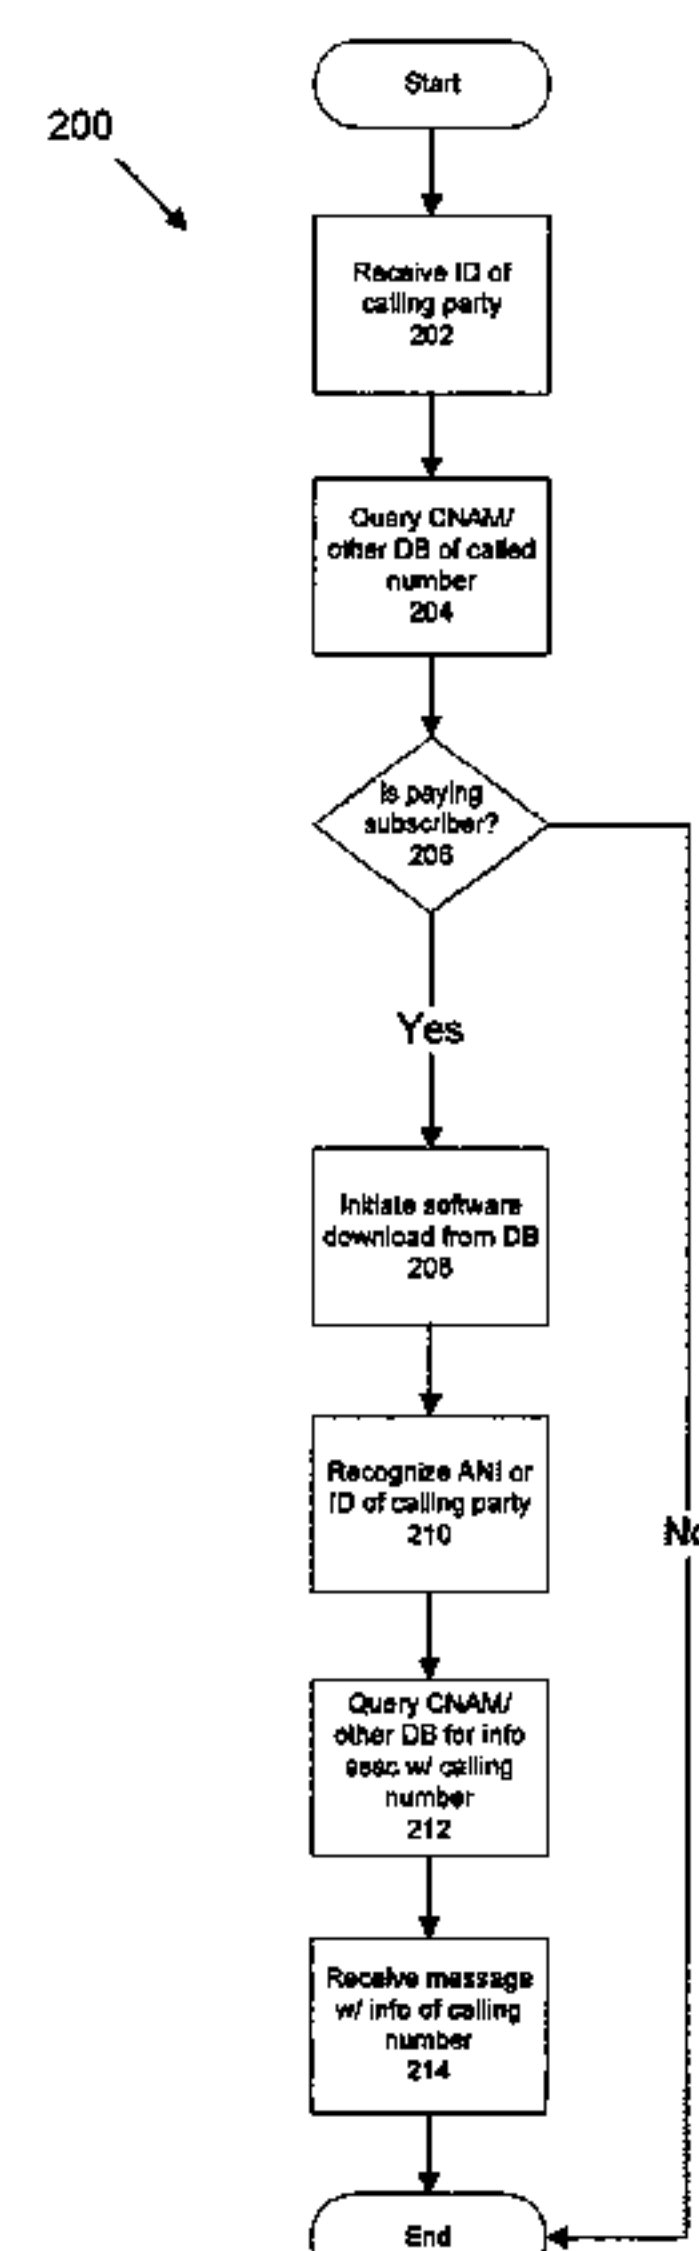 Start
200
Receive ID of
calling party
202
Query CNAM/
other DB of called
number
204
Is paying
subscriber?
206
Yes
Initiate software
download from DB
208
Recognize ANI or
ID of calling party
210
No
Query CNAM/
other DB for info
assc w/ calling
number
212
Receive message
w/ info of calling
number
214
End